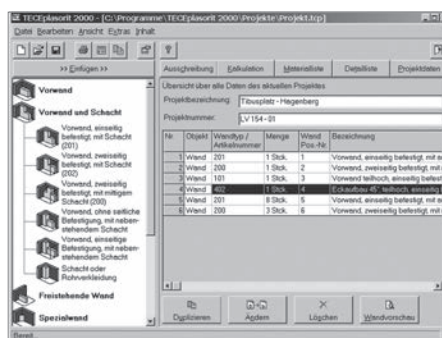 TECEplasorit 2000 - [C:\Programme\TECEplasorit 2000\Projekte\Projekt.tcp]
Datei Bearbeiten Ansicht Extras Inhalt
>> Einfügen >>
Vorwand
Vorwand und Schacht
Vorwand, einseitig
befestigt, mit Schacht
(201)
Vorwand, zweiseitig
befestigt, mit Schacht
(202)
Vorwand, zweiseitig
befestigt, mit mittigem
Schacht (200)
Vorwand, ohne seitliche
Befestigung, mit neben-
stehendem Schacht
Vorwand, einseitige
Befestigung, mit neben-
stehendem Schacht
Schacht oder
Rohrverkleidung
Freistehende Wand
Spezialwand
Ausschreibung Kalkulation Materialliste Detailliste Projektdaten
Übersicht über alle Daten des aktuellen Projektes
Projektbezeichnung: Tibusplatz - Hagenberg
Projektnummer: LV 154 - 01
Nr. Objekt Wandtyp / Artikelnummer Menge Wand Pos.-Nr. Bezeichnung
1 Wand 201 1 Stck. 1 Vorwand, einseitig befestigt, mit
2 Wand 200 1 Stck. 2 Vorwand, zweiseitig befestigt, mit
3 Wand 101 1 Stck. 3 Vorwand teilhoch, einseitig befest
4 Wand 402 1 Stck. 4 Eckaufbau 45°, teilhoch, einseitig
5 Wand 201 8 Stck. 5 Vorwand, einseitig befestigt, mit
6 Wand 200 3 Stck. 6 Vorwand, zweiseitig befestigt, mit
Duplizieren Ändern Löschen Wandvorschau
Bereit